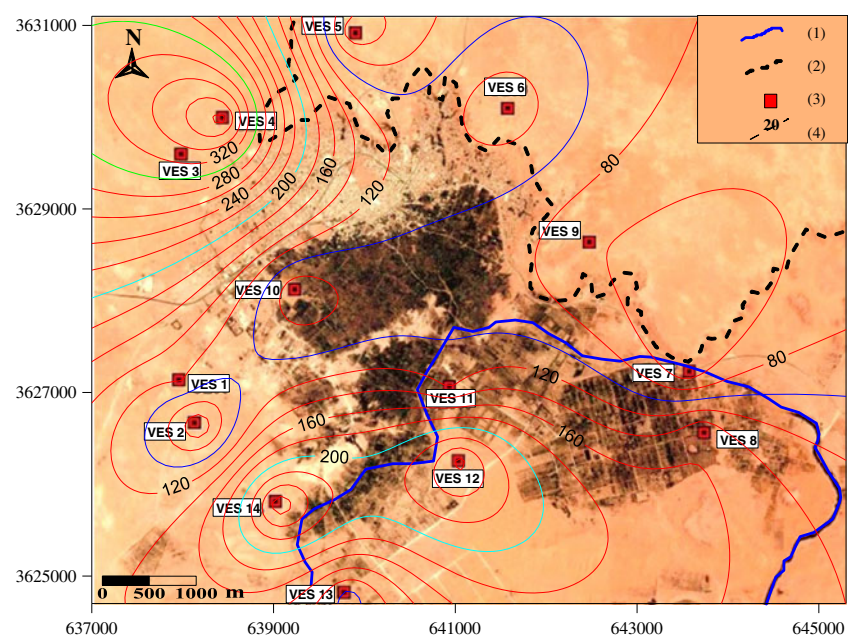 3631000
3629000
3627000
3625000
637000
639000
641000
643000
645000
N
VES 5
VES 6
VES 4
VES 3
VES 9
VES 10
VES 1
VES 2
VES 7
VES 11
VES 8
VES 12
VES 14
VES 13
320
280
240
200
160
120
80
80
120
160
160
200
120
(1)
(2)
(3)
20
(4)
0 500 1000 m